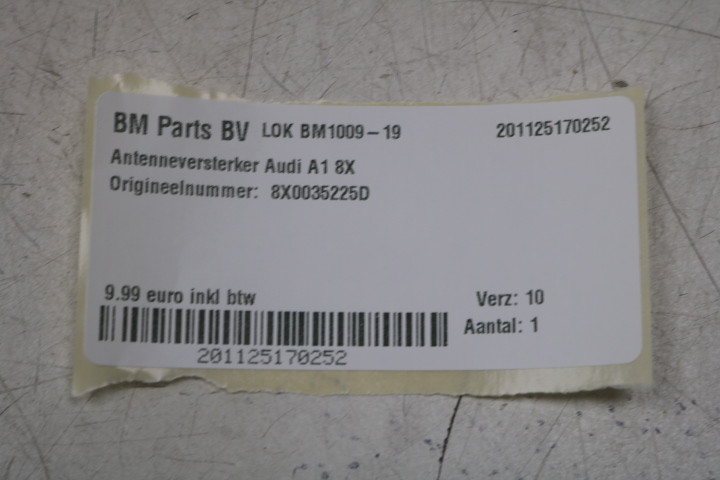 BM Parts BV LOK BM1009-19 201125170252
Antenneversterker Audi A1 8X
Origineelnummer: 8X0035225D
9.99 euro inkl btw Verz: 10
Aantal: 1
201125170252